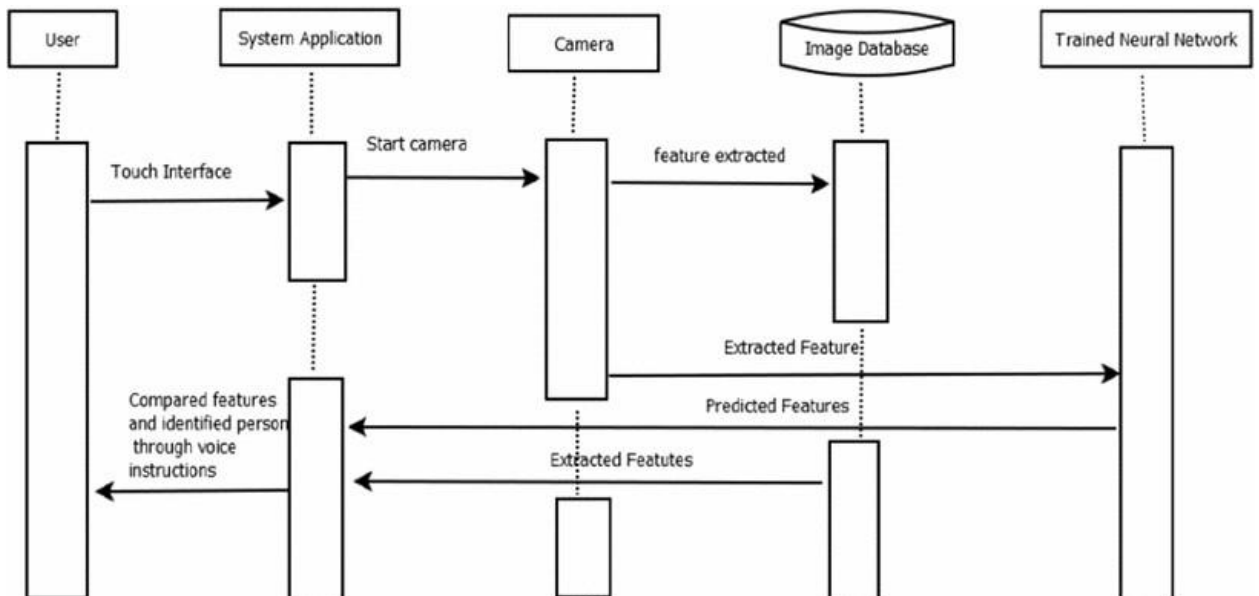 User
System Application
Camera
Image Database
Trained Neural Network
Start camera
feature extracted
Touch Interface
Extracted Feature
Predicted Features
Compared features
and identified person
through voice
instructions
Extracted Featutes